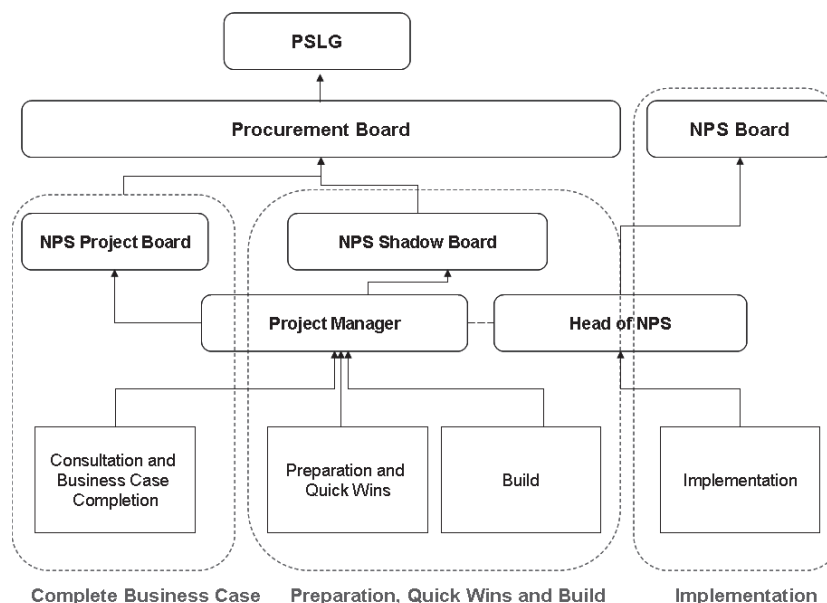 PSLG
Procurement Board
NPS Board
NPS Project Board
NPS Shadow Board
Project Manager
Head of NPS
Consultation and
Business Case
Completion
Preparation and
Quick Wins
Build
Implementation
Complete Business Case
Preparation, Quick Wins and Build
Implementation